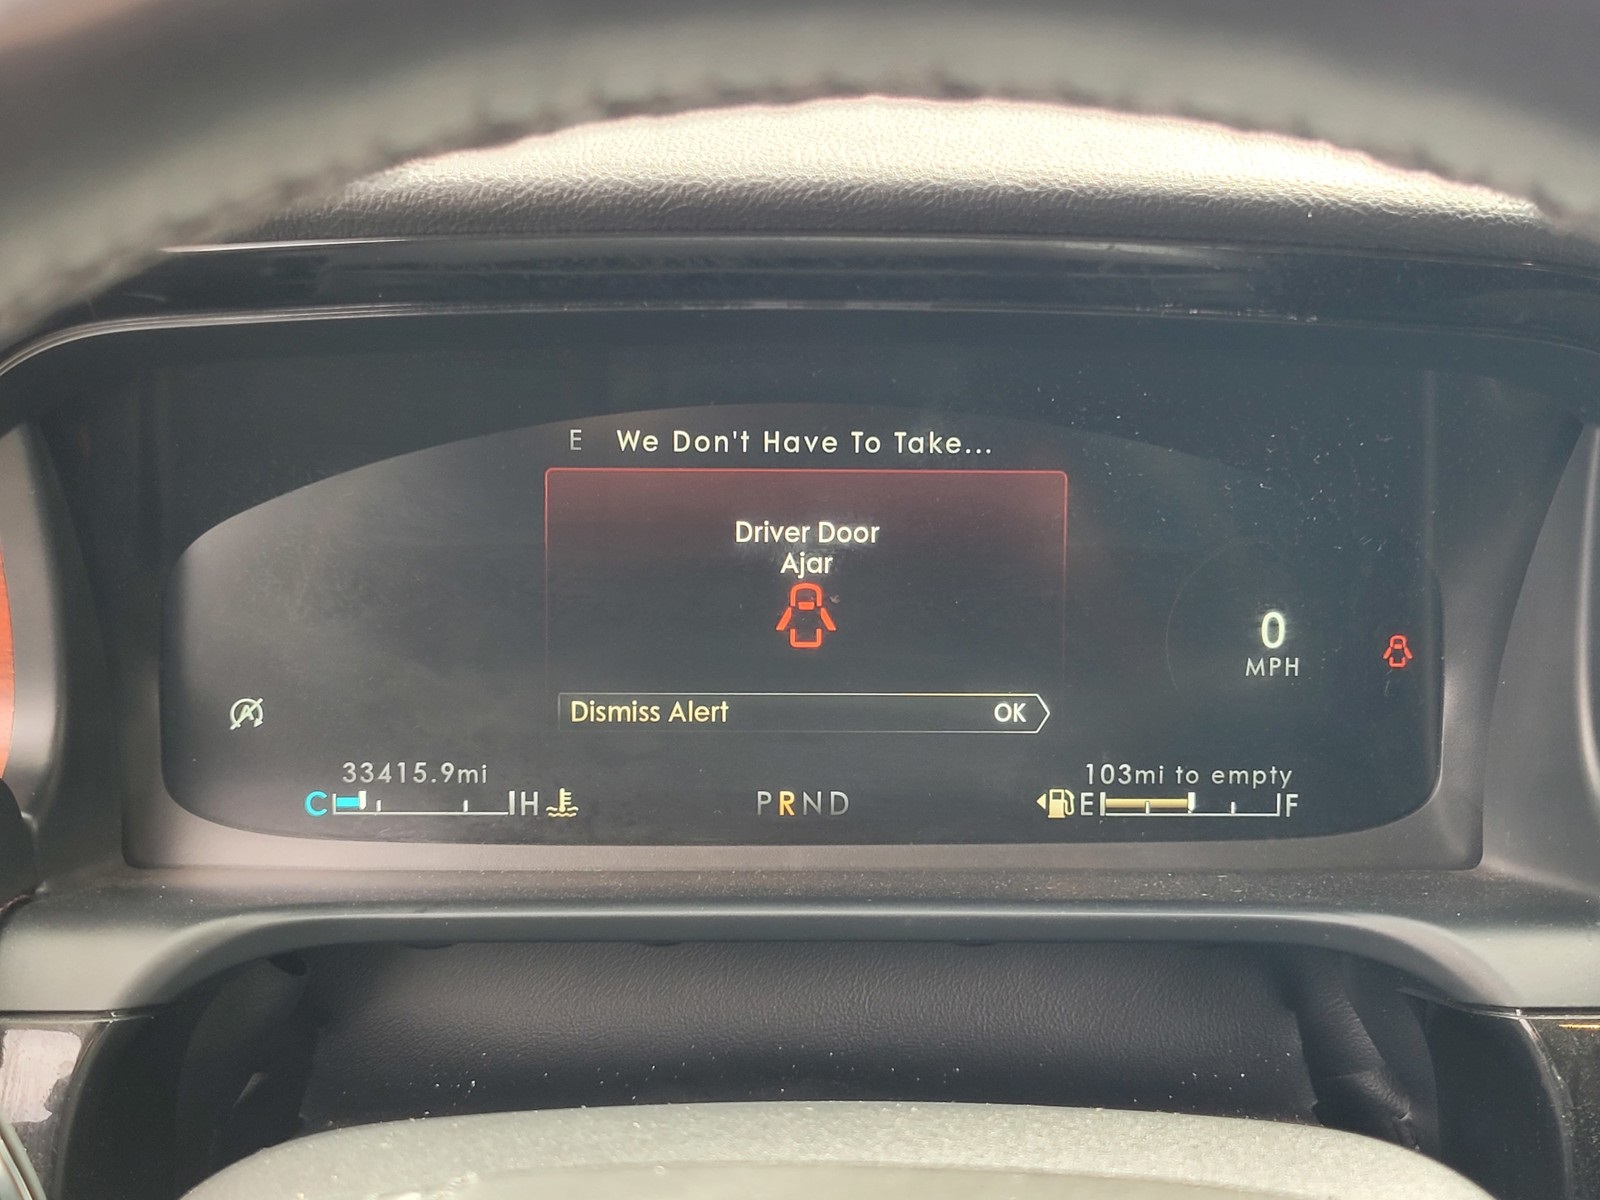 E We Don't Have To Take...
Driver Door
Ajar
0
MPH
Dismiss Alert OK
33415.9mi
103mi to empty
C H
PRND
E F